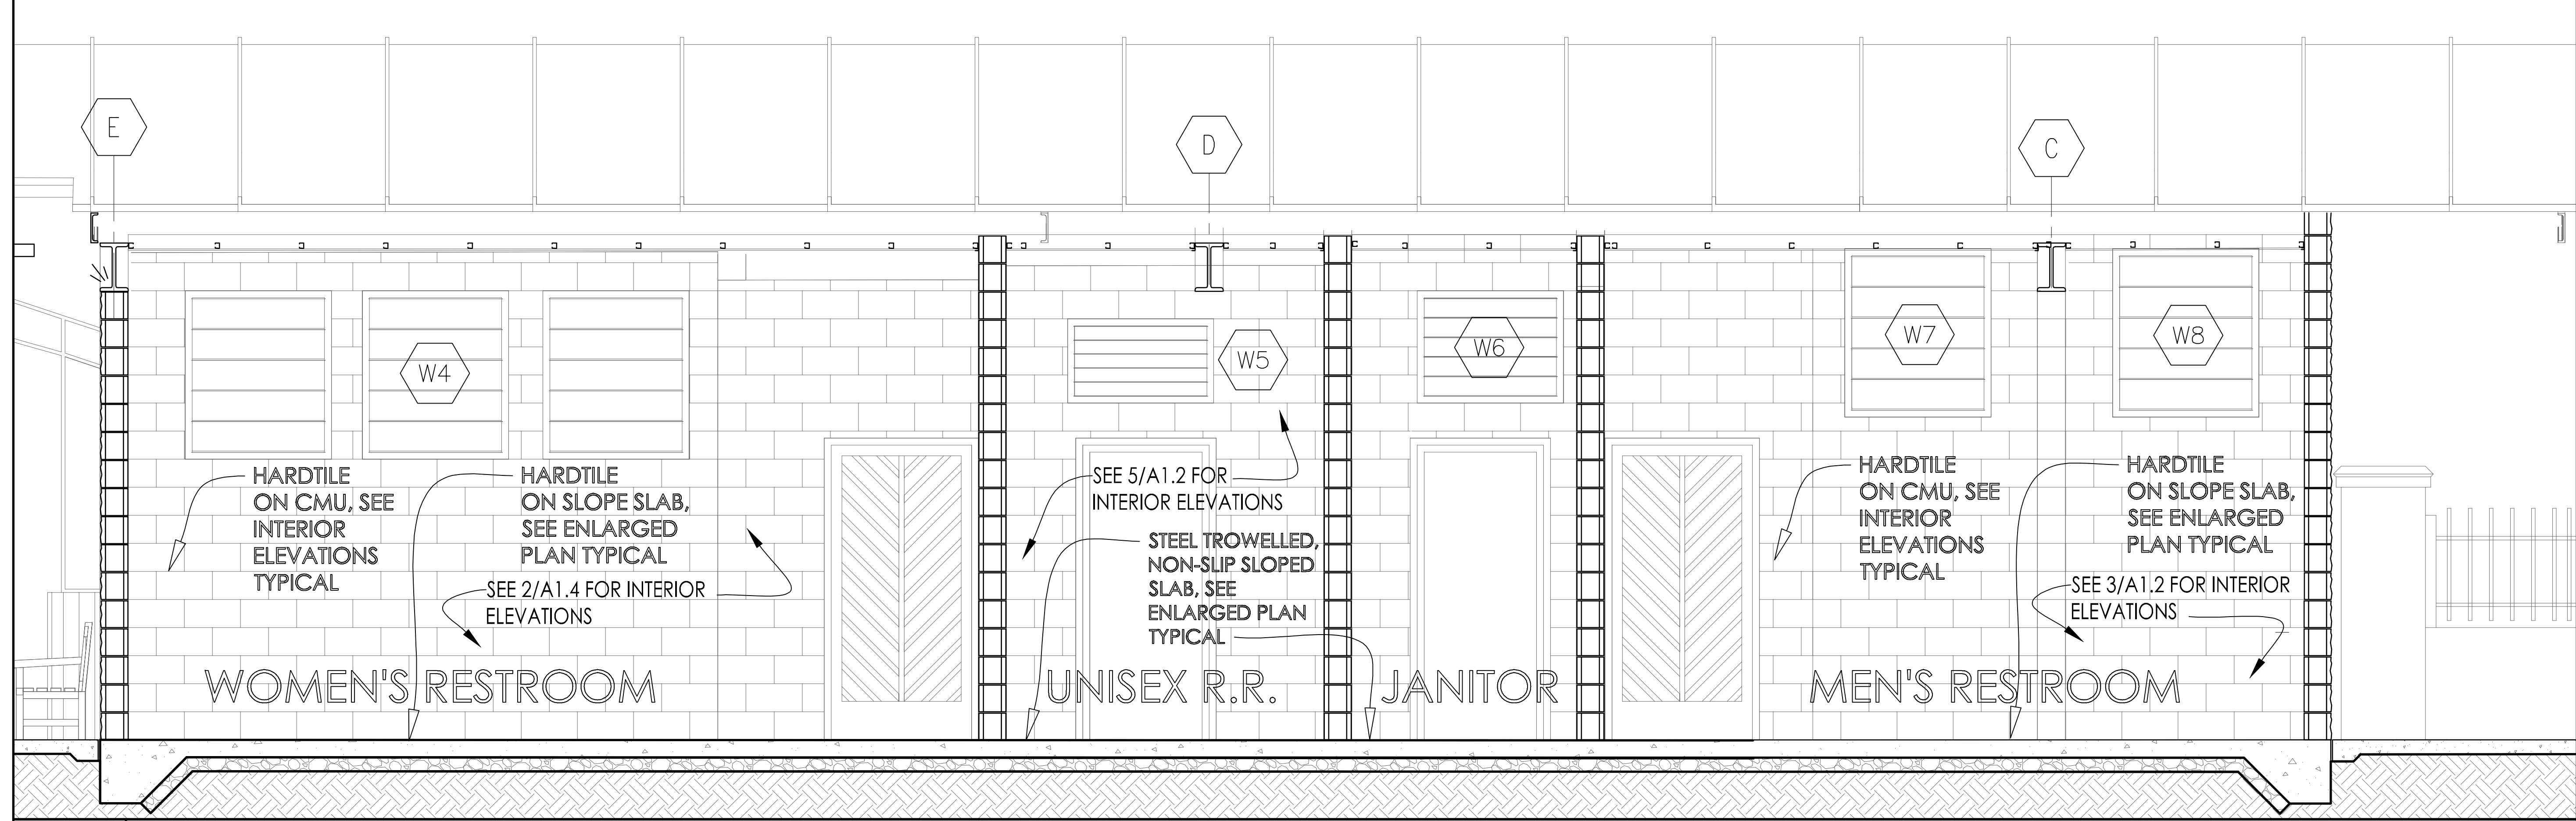 E
D
C
W4
W5
W6
W7
W8
HARDTILE
ON CMU, SEE
INTERIOR
ELEVATIONS
TYPICAL
HARDTILE
ON SLOPE SLAB,
SEE ENLARGED
PLAN TYPICAL
SEE 2/A1.4 FOR INTERIOR
ELEVATIONS
SEE 5/A1.2 FOR
INTERIOR ELEVATIONS
STEEL TROWELLED,
NON-SLIP SLOPED
SLAB, SEE
ENLARGED PLAN
TYPICAL
HARDTILE
ON CMU, SEE
INTERIOR
ELEVATIONS
TYPICAL
HARDTILE
ON SLOPE SLAB,
SEE ENLARGED
PLAN TYPICAL
SEE 3/A1.2 FOR INTERIOR
ELEVATIONS
WOMEN'S RESTROOM
UNISEX R.R.
JANITOR
MEN'S RESTROOM